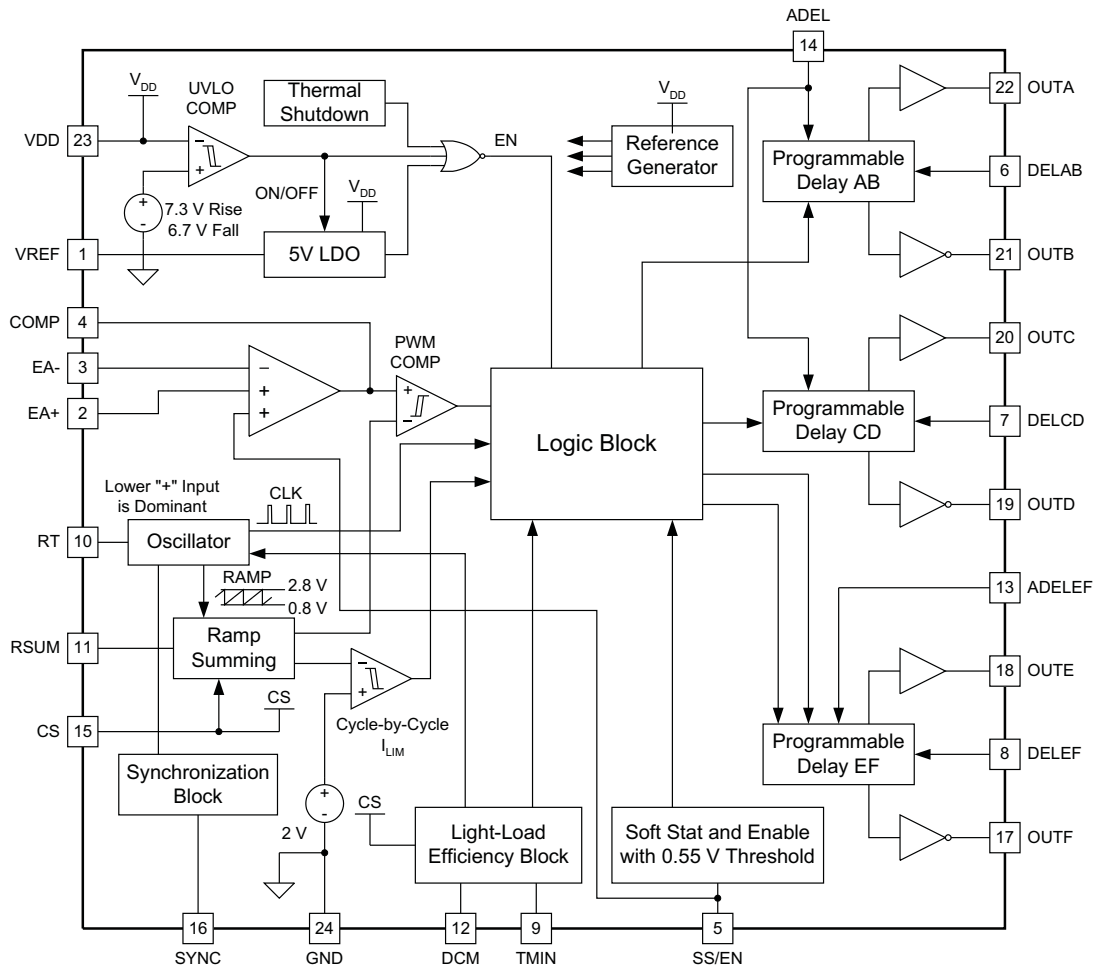 ADEL
14
VDD
23
V_DD
UVLO
COMP
-
+
+
-
7.3 V Rise
6.7 V Fall
Thermal
Shutdown
ON/OFF
V_DD
5V LDO
VREF
1
EN
V_DD
Reference
Generator
Programmable
Delay AB
22
OUTA
6
DELAB
21
OUTB
COMP
4
EA-
3
EA+
2
-
+
+
PWM
COMP
+
-
Logic Block
Programmable
Delay CD
20
OUTC
7
DELCD
19
OUTD
Lower "+" Input
is Dominant
CLK
RT
10
Oscillator
RAMP
2.8 V
0.8 V
RSUM
11
Ramp
Summing
-
+
Cycle-by-Cycle
I_LIM
CS
15
CS
Synchronization
Block
+
-
2 V
CS
Light-Load
Efficiency Block
Soft Stat and Enable
with 0.55 V Threshold
13
ADELEF
Programmable
Delay EF
18
OUTE
8
DELEF
17
OUTF
16
SYNC
24
GND
12
DCM
9
TMIN
5
SS/EN